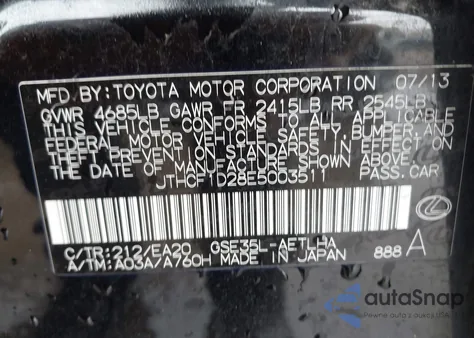 MFD BY: TOYOTA MOTOR CORPORATION 07/13
GVWR 4685LB GAWR FR 2415LB RR 2545LB
THIS VEHICLE CONFORMS TO ALL APPLICABLE
FEDERAL MOTOR VEHICLE SAFETY, BUMPER, AND
THEFT PREVENTION STANDARDS IN EFFECT ON
THE DATE OF MANUFACTURE SHOWN ABOVE.
JTHCF1D28E5003511 PASS.CAR
C/TR:212/EA20 GSE35L-AETLHA
A/TM:A03A/A760H MADE IN JAPAN 888 A
autoSnap